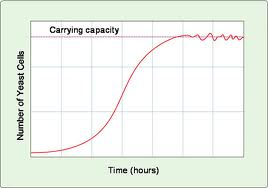 Carrying capacity
Number of Yeast Cells
Time (hours)